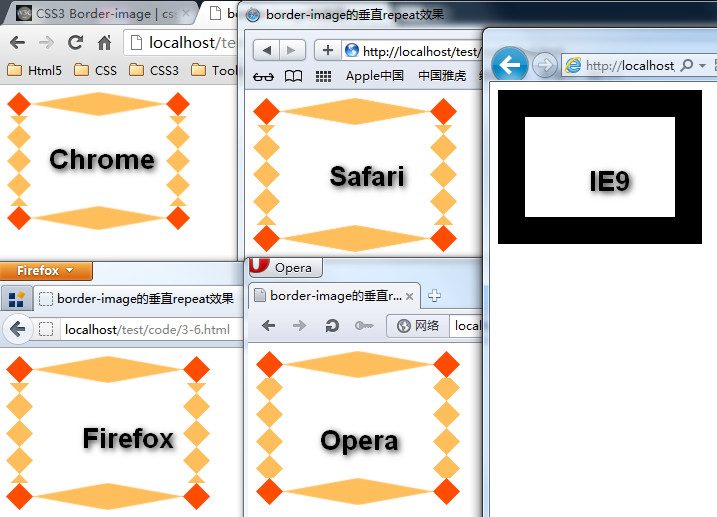 CSS3 Border-image | css
bo
localhost/te
Html5
CSS
CSS3
Tool
Chrome
border-image的垂直repeat效果
http://localhost/test/
Apple中国
中国雅虎
Safari
http://localhost
IE9
Firefox
border-image的垂直repeat效果
localhost/test/code/3-6.html
Firefox
Opera
border-image的垂直r...
网络
local
Opera